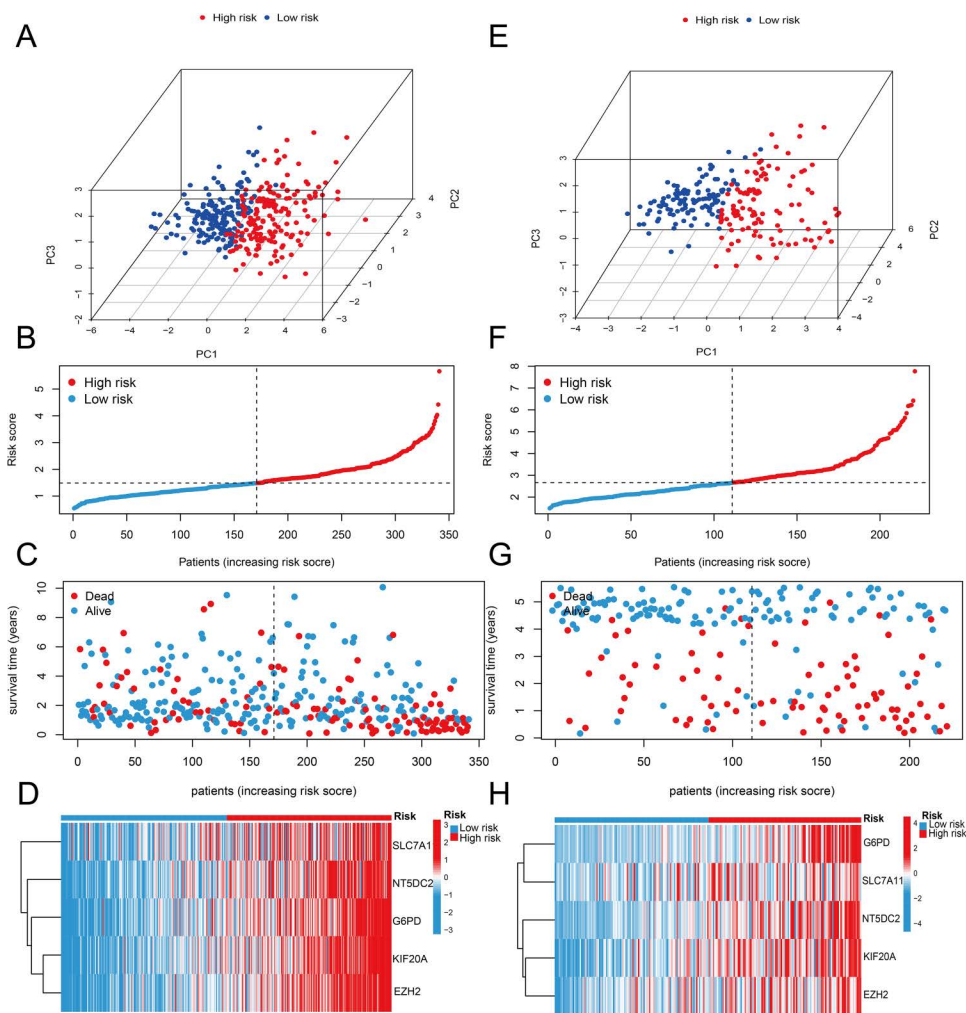 High risk Low risk
A
3
2
1
0
−1
−2
PC3
−6 −4 −2 0 2 4 6
PC1
−3
−2
−1
0
1
2
3
4
PC2
High risk Low risk
E
3
2
1
0
−1
−2
−3
PC3
−4 −3 −2 −1 0 1 2 3 4
PC1
−4
−2
0
2
4
6
PC2
B
High risk
Low risk
Risk score
5
4
3
2
1
0 50 100 150 200 250 300 350
Patients (increasing risk socre)
F
High risk
Low risk
Risk score
8
7
6
5
4
3
2
0 50 100 150 200
Patients (increasing risk socre)
C
Dead
Alive
survival time (years)
10
8
6
4
2
0
0 50 100 150 200 250 300 350
patients (increasing risk socre)
G
Dead
Alive
survival time (years)
5
4
3
2
1
0
0 50 100 150 200
patients (increasing risk socre)
D
Risk
SLC7A1
NT5DC2
G6PD
KIF20A
EZH2
3
2
1
0
−1
−2
−3
Risk
Low risk
High risk
H
Risk
G6PD
SLC7A11
NT5DC2
KIF20A
EZH2
4
2
0
−2
−4
Risk
Low risk
High risk